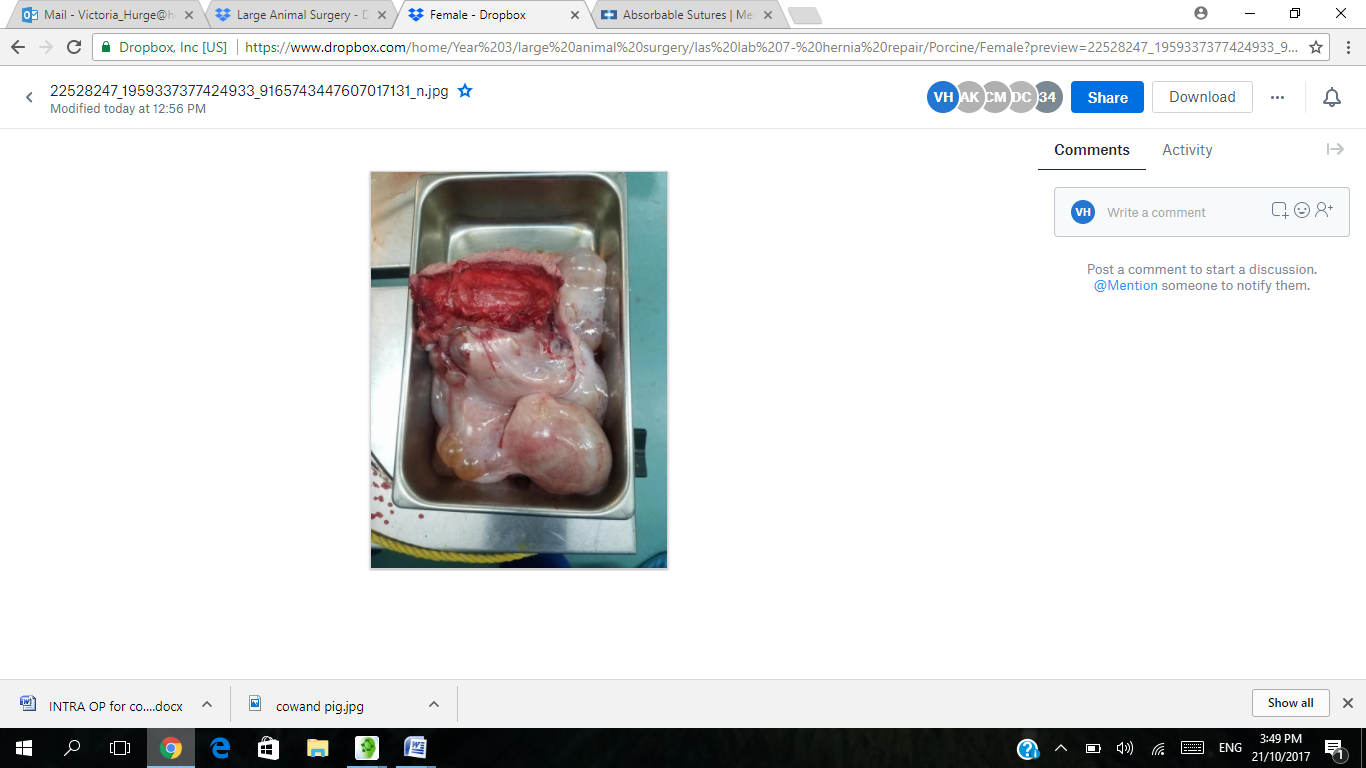 Mail - Victoria_Hurge@h
Large Animal Surgery - D
Female - Dropbox
Absorbable Sutures | Me
Dropbox, Inc [US]
https://www.dropbox.com/home/Year%203/large%20animal%20surgery/las%20lab%207-%20hernia%20repair/Porcine/Female?preview=22528247_1959337377424933_9...
22528247_1959337377424933_9165743447607017131_n.jpg
Modified today at 12:56 PM
VH AK CM DC 34
Share
Download
Comments
Activity
VH
Write a comment
Post a comment to start a discussion.
@Mention someone to notify them.
INTRA OP for co....docx
cowand pig.jpg
Show all
ENG
3:49 PM
21/10/2017
1